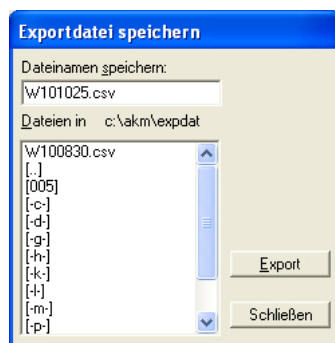 Exportdatei speichern
Dateinamen speichern:
W101025.csv
Dateien in c:\akm\expdat
W100830.csv
[..]
[005]
[-c-]
[-d-]
[-g-]
[-h-]
[-k-]
[-l-]
[-m-]
[-p-]
Export
Schließen